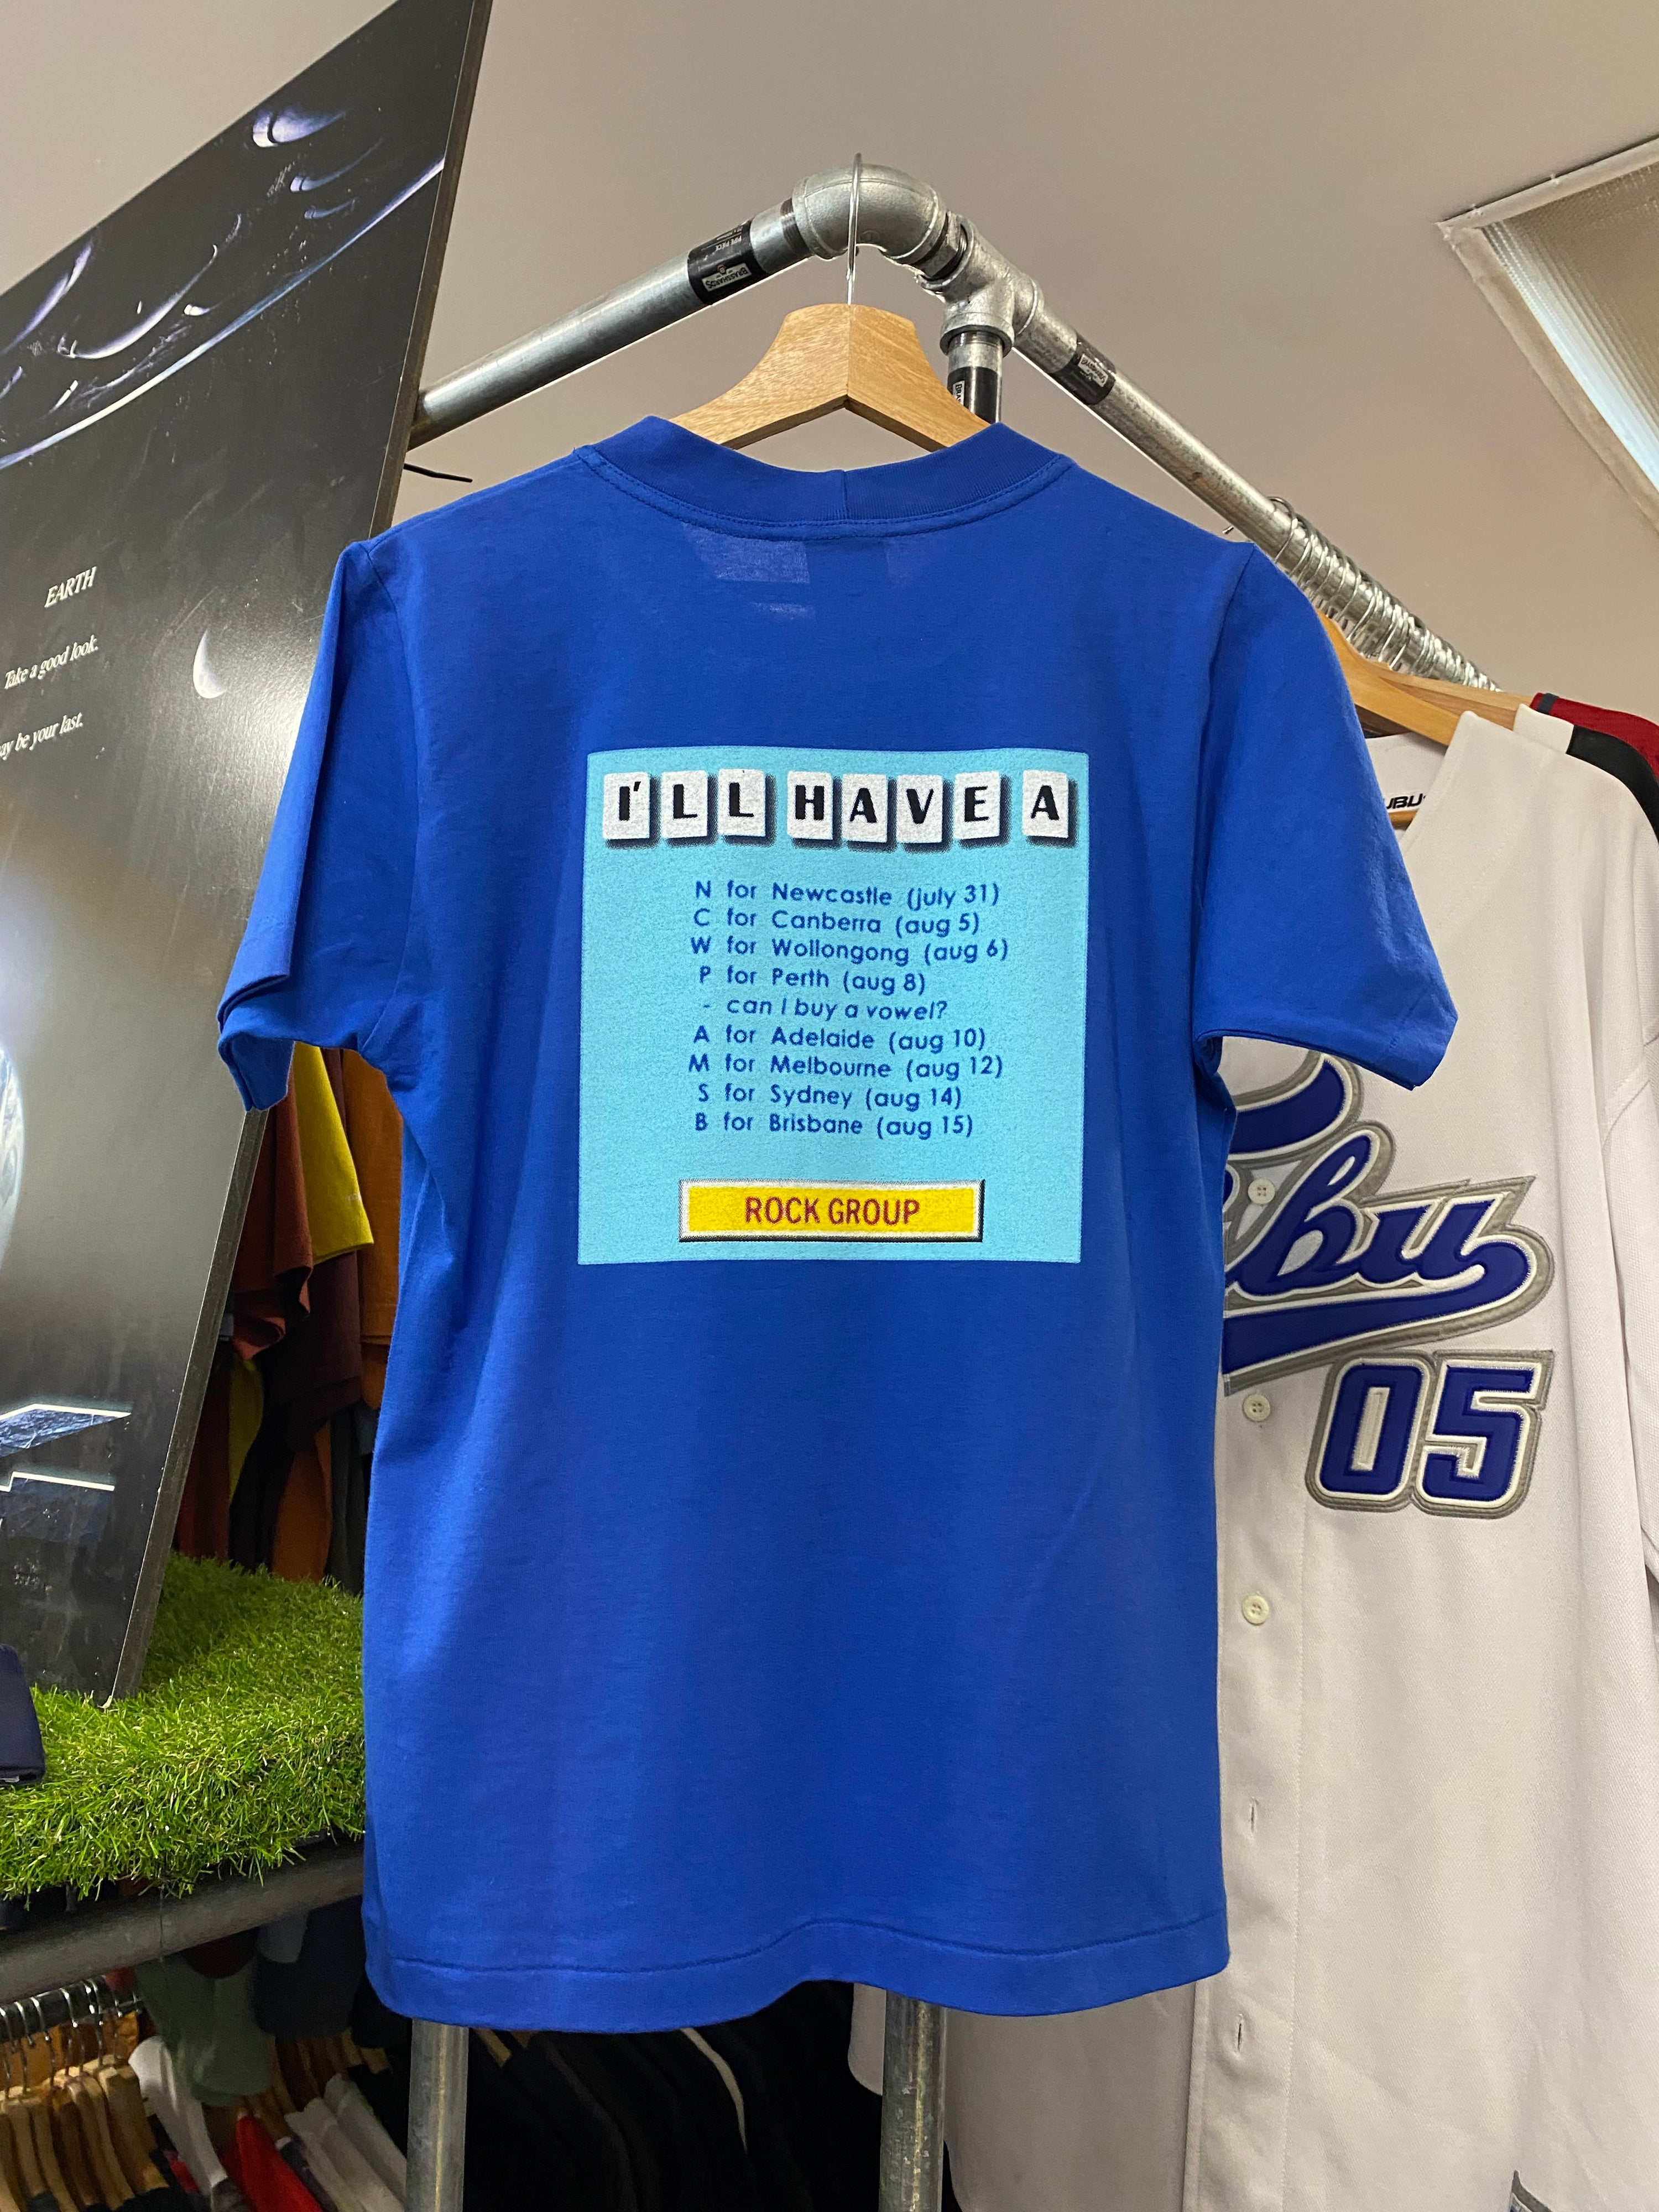 EARTH
Take a good look.
ay be your last.
I'LL HAVE A
N for Newcastle (july 31)
C for Canberra (aug 5)
W for Wollongong (aug 6)
P for Perth (aug 8)
- can I buy a vowel?
A for Adelaide (aug 10)
M for Melbourne (aug 12)
S for Sydney (aug 14)
B for Brisbane (aug 15)
ROCK GROUP
bu
05